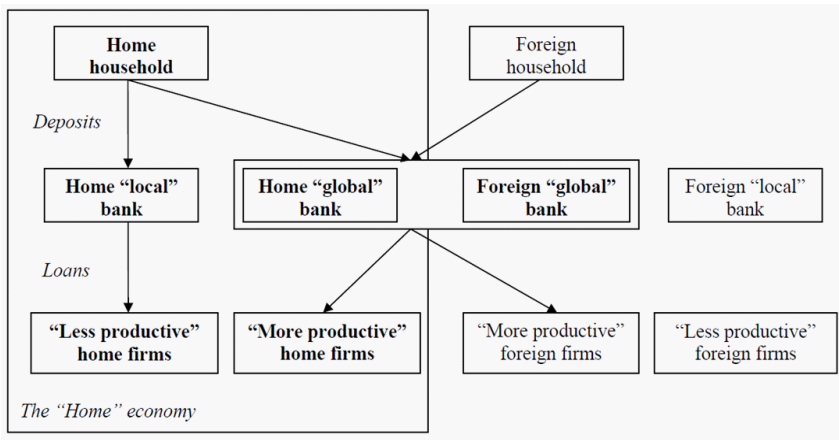 Home
household
Foreign
household
Deposits
Home “local”
bank
Home “global”
bank
Foreign “global”
bank
Foreign “local”
bank
Loans
“Less productive”
home firms
“More productive”
home firms
“More productive”
foreign firms
“Less productive”
foreign firms
The “Home” economy